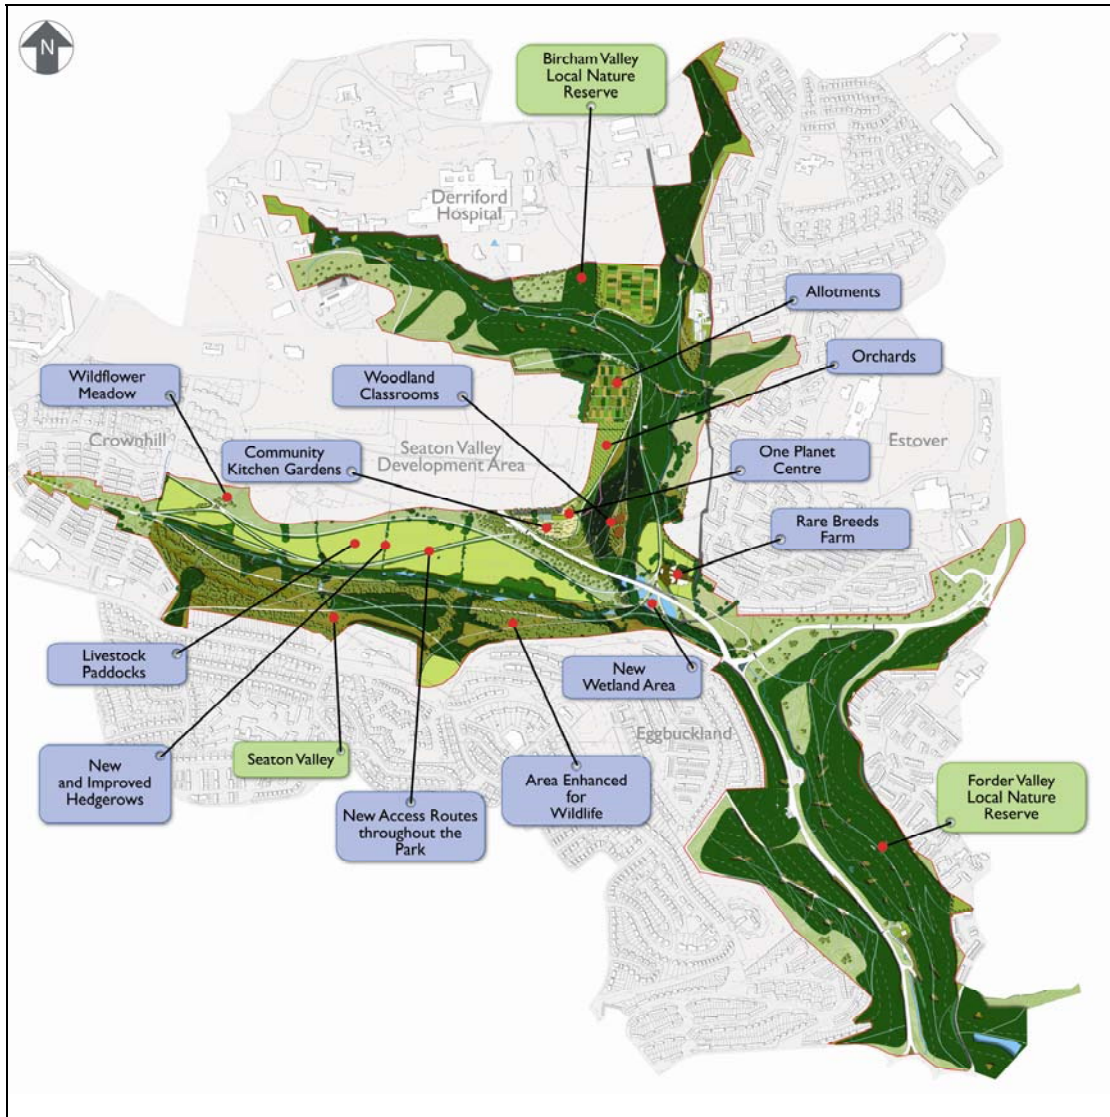 N
Bircham Valley
Local Nature
Reserve
Derriford
Hospital
Allotments
Orchards
Wildflower
Meadow
Woodland
Classrooms
Crownhill
Community
Kitchen Gardens
Seaton Valley
Development Area
One Planet
Centre
Estover
Rare Breeds
Farm
Livestock
Paddocks
New
Wetland Area
Eggbuckland
New
and Improved
Hedgerows
Seaton Valley
New Access Routes
throughout the
Park
Area Enhanced
for
Wildlife
Forder Valley
Local Nature
Reserve